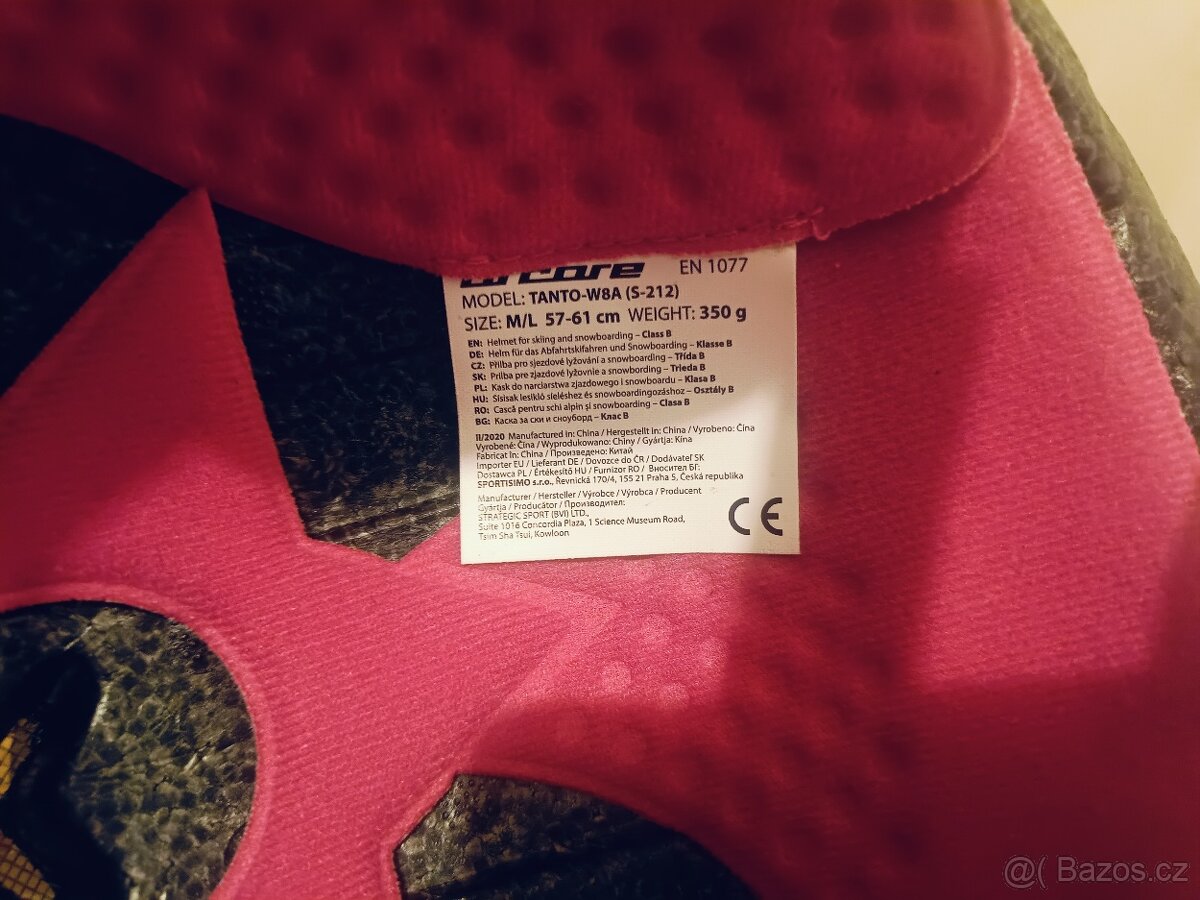 EN 1077
MODEL: TANTO-W8A (S-212)
SIZE: M/L 57-61 cm WEIGHT: 350 g
EN: Helmet for skiing and snowboarding – Class B
DE: Helm für das Abfahrtskifahren und Snowboarding – Klasse B
CZ: Přilba pro sjezdové lyžování a snowboarding – Třída B
SK: Prilba pre zjazdové lyžovnie a snowbording – Trieda B
PL: Kask do narciarstwa zjazdowego i snowboardu – Klasa B
HU: Sísisak lesikló síeléshez és snowboardingozáshoz – Osztály B
RO: Cască pentru schi alpin și snowboarding – Clasa B
BG: Каска за ски и сноуборд – Клас B
II/2020 Manufactured in: China / Hergestellt in: China / Vyrobeno: Čína
Vyrobené: Čína / Wyprodukowano: Chiny / Gyártja: Kína
Fabricat în: China / Произведено: Китай
Importer EU / Lieferant DE / Dovozce do ČR / Dodávateľ SK
Dostawca PL / Értékesítő HU / Furnizor RO / Вносител БГ:
SPORTISIMO s.r.o., Řevnická 170/4, 155 21 Praha 5, Česká republika
Manufacturer / Hersteller / Výrobce / Výrobca / Producent
Gyártja / Producător / Производител:
STRATEGIC SPORT (BVI) LTD.,
Suite 1016 Concordia Plaza, 1 Science Museum Road,
Tsim Sha Tsui, Kowloon
CE
@( Bazos.cz